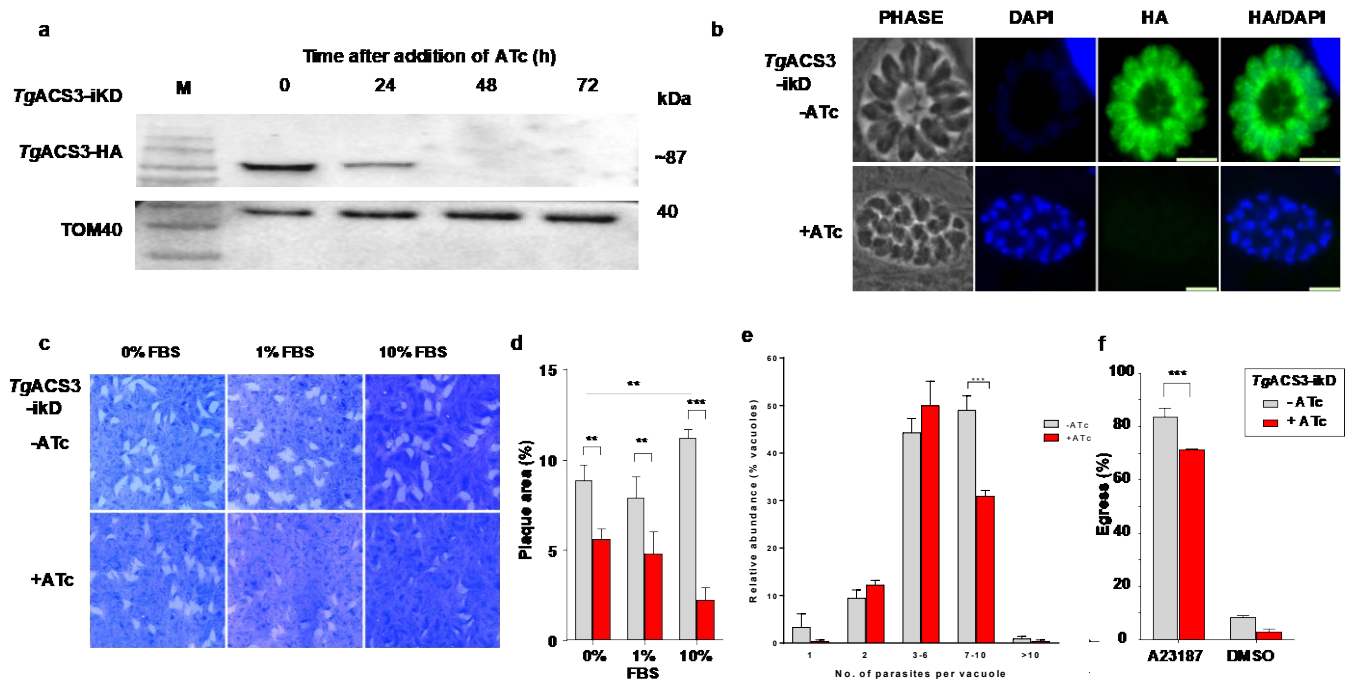 a
Time after addition of ATc (h)
TgACS3-iKD M 0 24 48 72 kDa
TgACS3-HA ~87
TOM40 40
b
PHASE DAPI HA HA/DAPI
TgACS3
-ikD
-ATc
+ATc
c
0% FBS 1% FBS 10% FBS
TgACS3
-ikD
-ATc
+ATc
d
Plaque area (%)
15
10
5
0
**
** ** ***
0% 1% 10%
FBS
e
Relative abundance (% vacuoles)
60
50
40
30
20
10
0
***
-ATc
+ATc
1 2 3-6 7-10 >10
No. of parasites per vacuole
f
Egress (%)
100
80
60
40
20
0
***
A23187 DMSO
TgACS3-ikD
- ATc
+ ATc